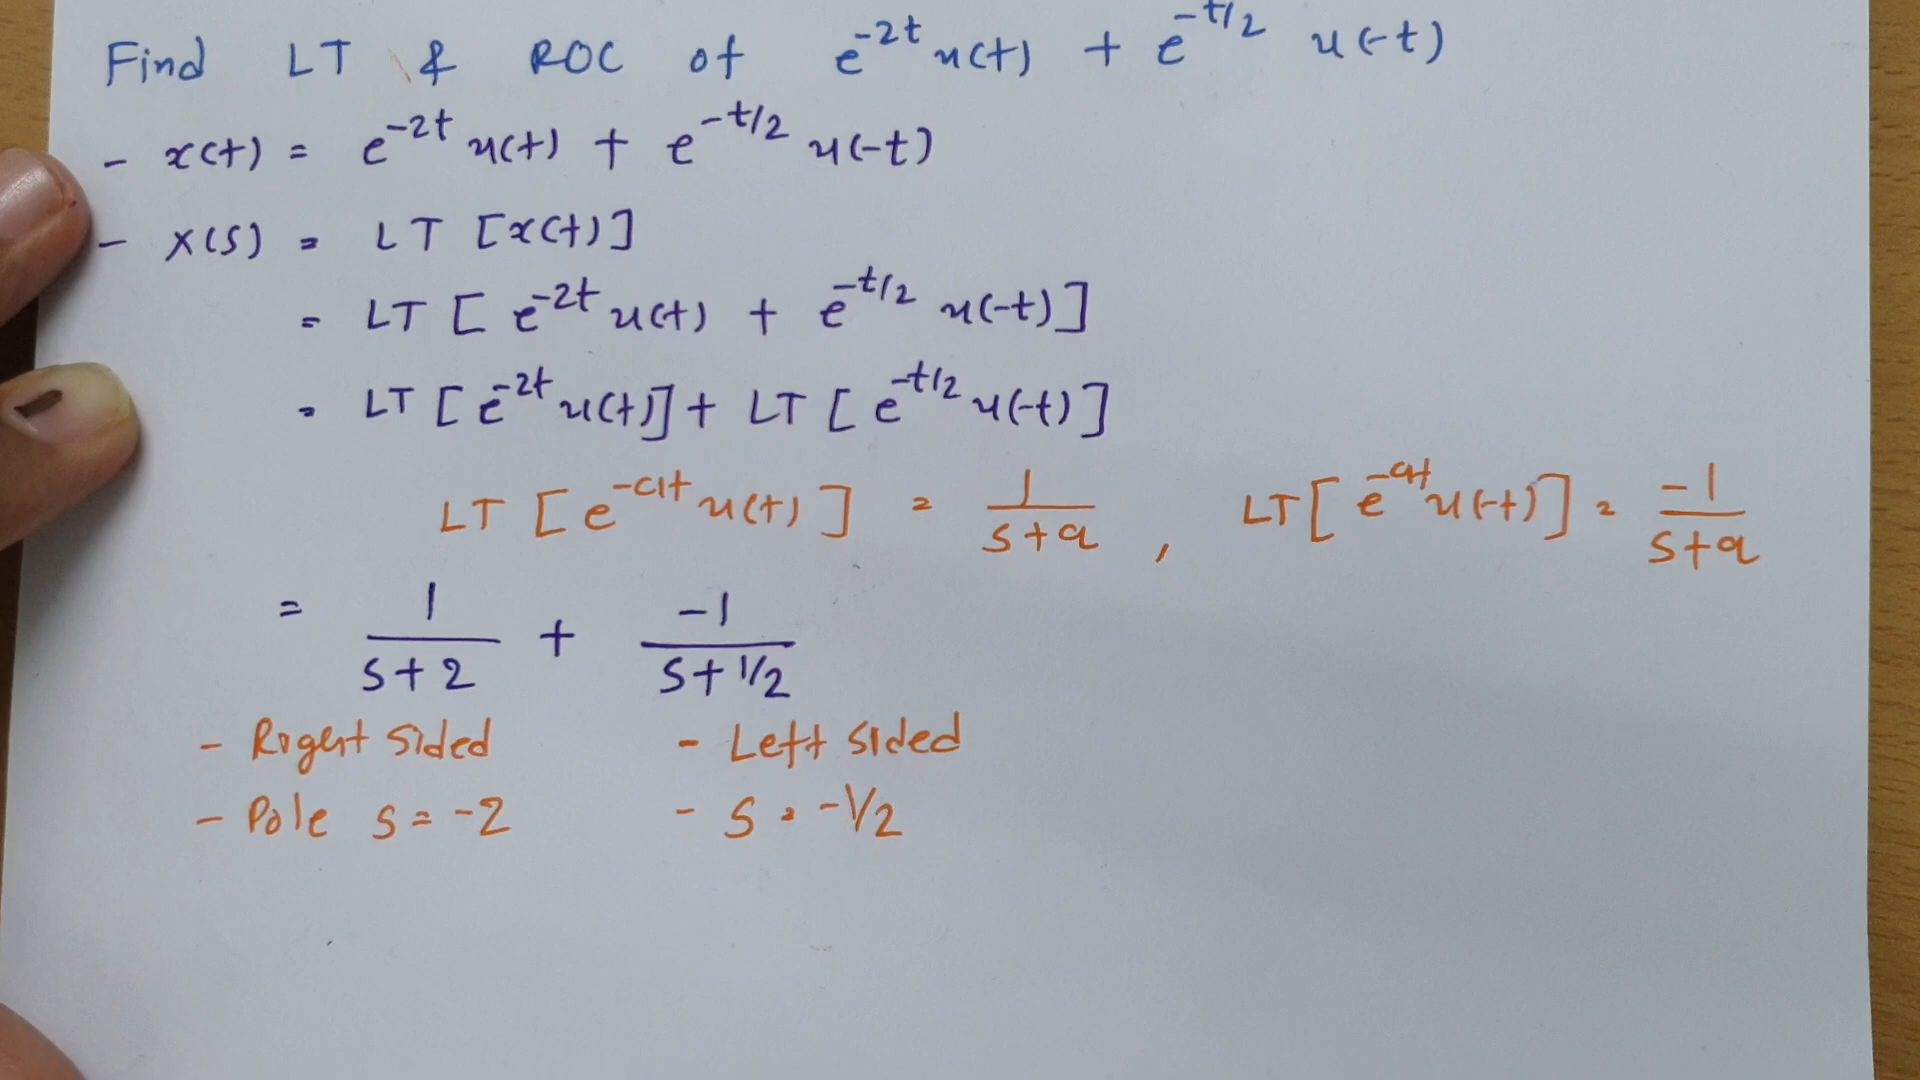 Find LT & ROC of e^-2t u(t) + e^-t/2 u(-t)
- x(t) = e^-2t u(t) + e^-t/2 u(-t)
- X(s) = LT [x(t)]
= LT [ e^-2t u(t) + e^-t/2 u(-t)]
= LT [e^-2t u(t)] + LT [ e^-t/2 u(-t)]
LT [e^-at u(t)] = 1/(s+a) , LT[e^-at u(-t)] = -1/(s+a)
= 1/(s+2) + -1/(s+1/2)
- Right sided - Left sided
- Pole s = -2 - s = -1/2